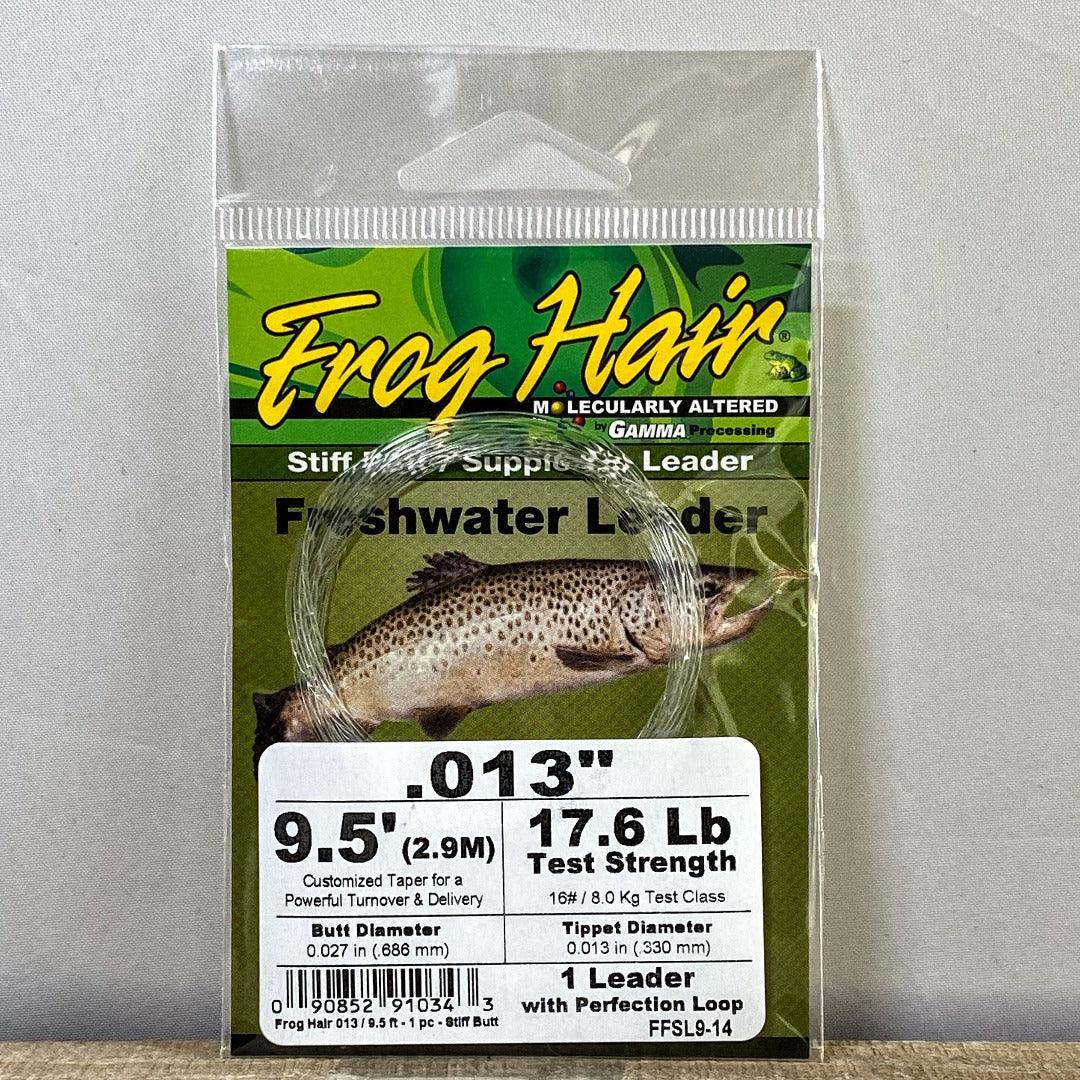 Frog Hair®
MOLECULARLY ALTERED
by GAMMA Processing
Stiff Butt / Supple Tip Leader
Freshwater Leader
.013"
9.5' (2.9M)
Customized Taper for a
Powerful Turnover & Delivery
17.6 Lb
Test Strength
16# / 8.0 Kg Test Class
Butt Diameter
0.027 in (.686 mm)
Tippet Diameter
0.013 in (.330 mm)
0 90852 91034 3
Frog Hair 013 / 9.5 ft - 1 pc - Stiff Butt
1 Leader
with Perfection Loop
FFSL9-14